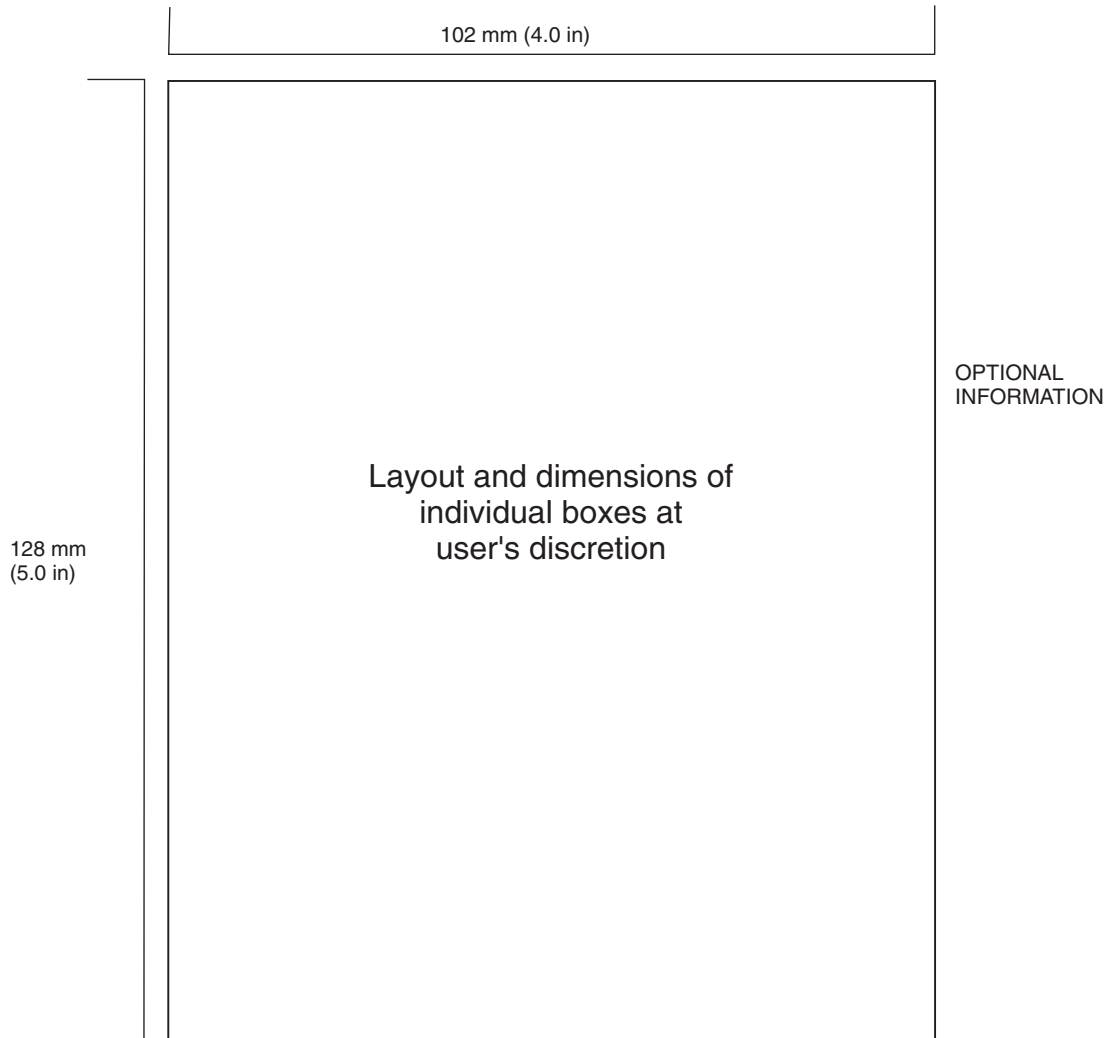 102 mm (4.0 in)
OPTIONAL
INFORMATION
Layout and dimensions of
individual boxes at
user's discretion
128 mm
(5.0 in)